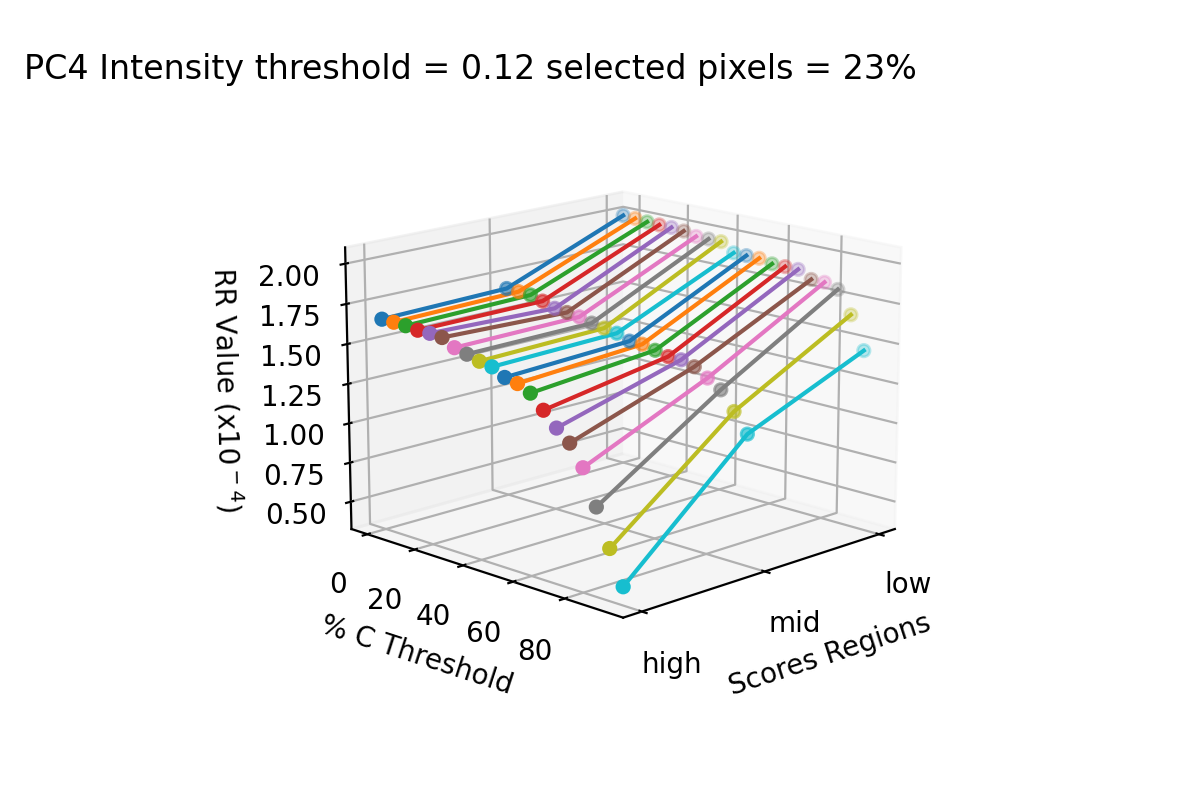 PC4 Intensity threshold = 0.12 selected pixels = 23%
RR Value (x10⁻⁴)
2.00
1.75
1.50
1.25
1.00
0.75
0.50
0
20
40
60
80
% C Threshold
low
mid
high
Scores Regions